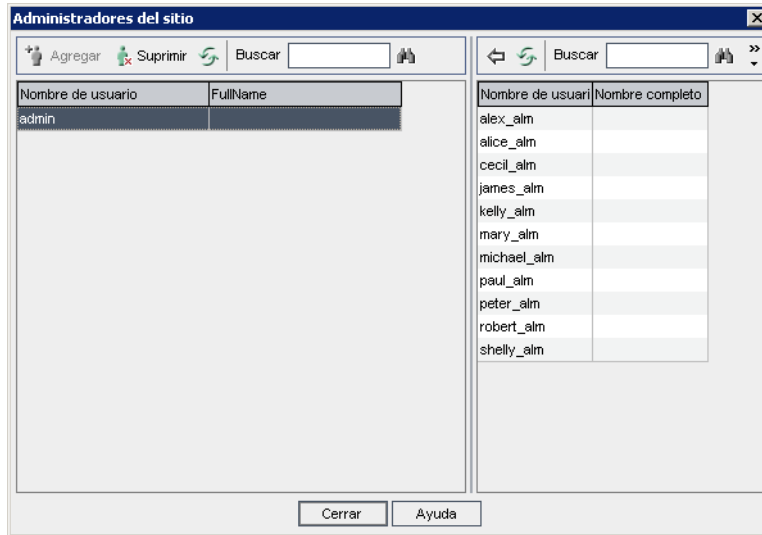 Administradores del sitio
Agregar Suprimir Buscar
Buscar
Nombre de usuario FullName
admin
Nombre de usuari Nombre completo
alex_alm
alice_alm
cecil_alm
james_alm
kelly_alm
mary_alm
michael_alm
paul_alm
peter_alm
robert_alm
shelly_alm
Cerrar Ayuda